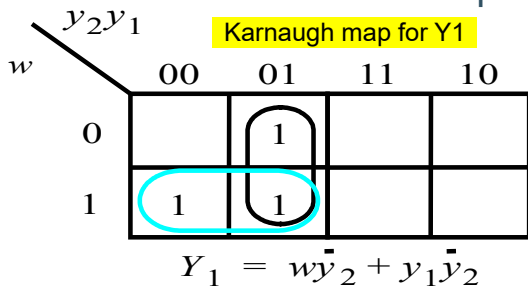 y₂y₁
Karnaugh map for Y1
w
00 01 11 10
0 1
1 1 1
Y₁ = wȳ₂ + y₁ȳ₂